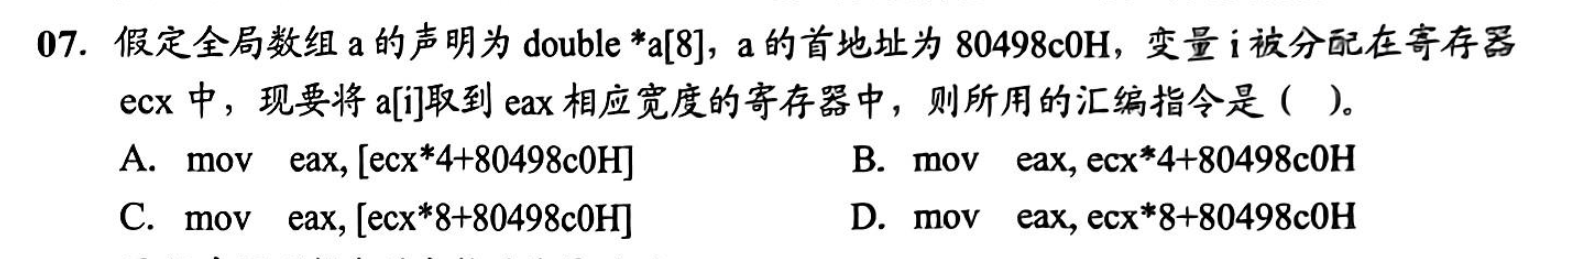 07. 假定全局数组 a 的声明为 double *a[8]，a 的首地址为 80498c0H，变量 i 被分配在寄存器
ecx 中，现要将 a[i]取到 eax 相应宽度的寄存器中，则所用的汇编指令是（ ）。
A. mov eax, [ecx*4+80498c0H] B. mov eax, ecx*4+80498c0H
C. mov eax, [ecx*8+80498c0H] D. mov eax, ecx*8+80498c0H